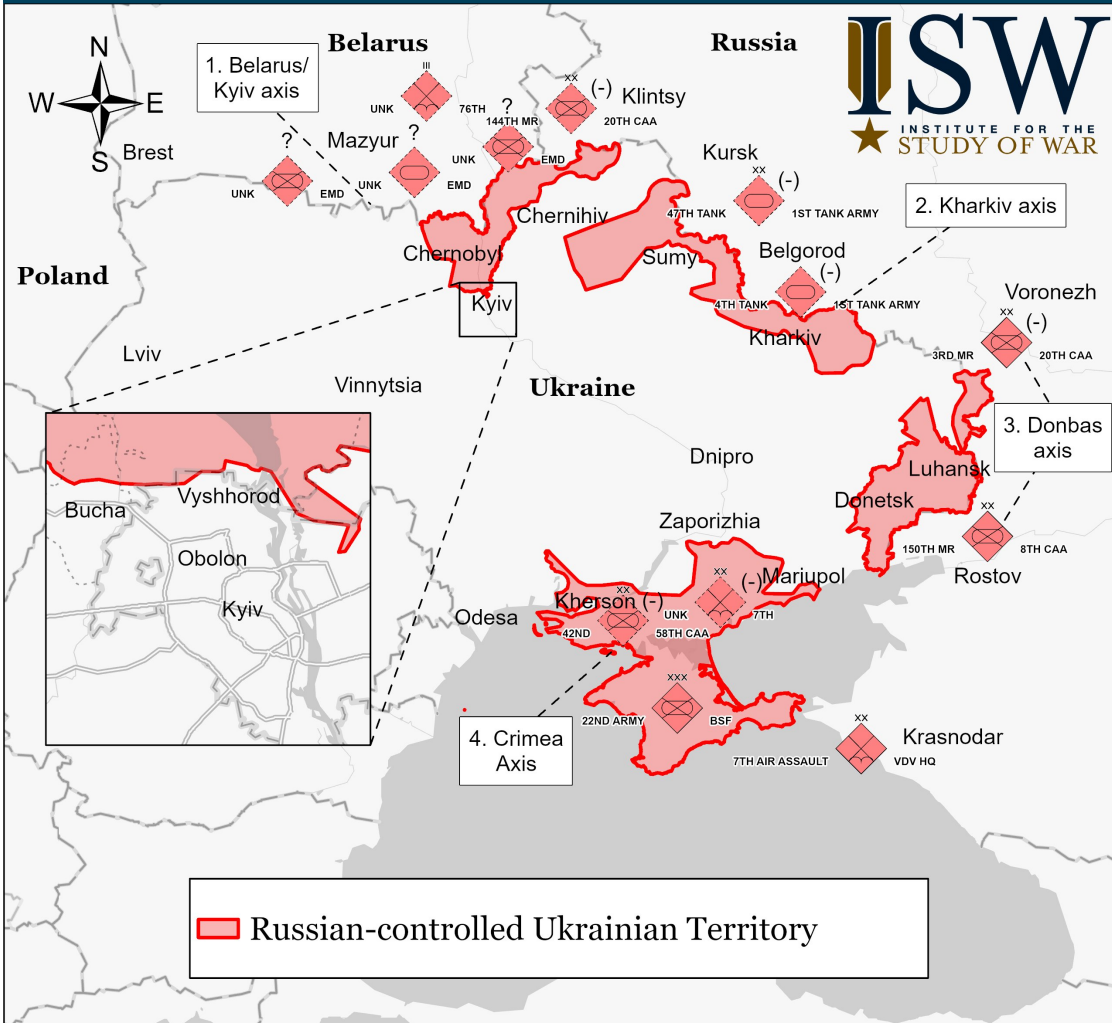 Belarus
Russia
ISW
INSTITUTE FOR THE
STUDY OF WAR
N
W
E
S
1. Belarus/
Kyiv axis
III
UNK
76TH
XX
(-)
Klintsy
20TH CAA
144TH MR
?
UNK
EMD
Mazyur
?
UNK
EMD
Brest
?
UNK
EMD
Kursk
XX
(-)
47TH TANK
1ST TANK ARMY
2. Kharkiv axis
Chernihiv
Chernobyl
Sumy
Belgorod
(-)
4TH TANK
1ST TANK ARMY
Poland
Kyiv
Kharkiv
Voronezh
XX
(-)
3RD MR
20TH CAA
Lviv
Vinnytsia
Ukraine
3. Donbas
axis
Dnipro
Luhansk
Donetsk
XX
150TH MR
8TH CAA
Rostov
Vyshhorod
Bucha
Obolon
Kyiv
Zaporizhia
XX
(-)
Mariupol
UNK
7TH
XX
Kherson
(-)
42ND
58TH CAA
Odesa
XXX
22ND ARMY
BSF
4. Crimea
Axis
XX
Krasnodar
7TH AIR ASSAULT
VDV HQ
Russian-controlled Ukrainian Territory